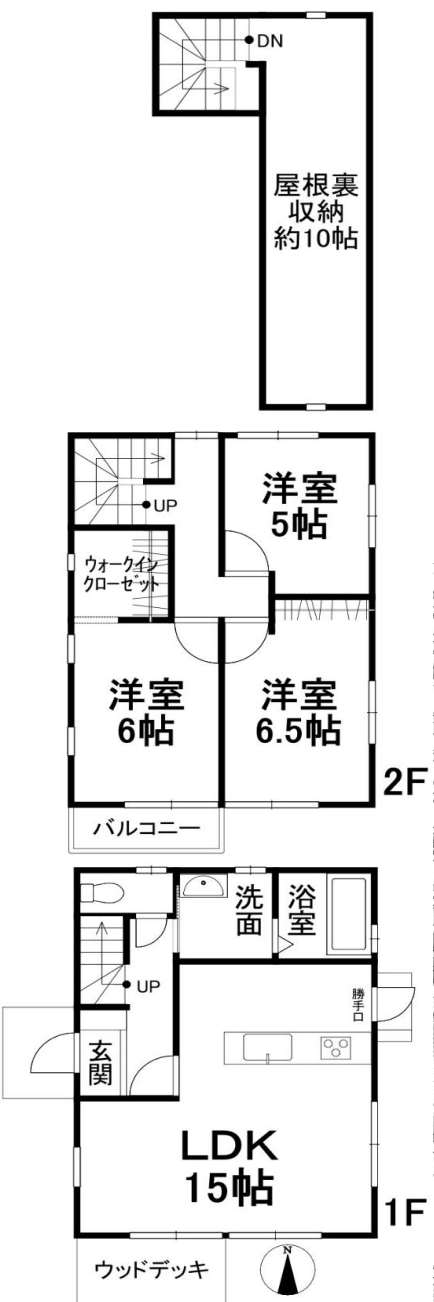 DN
屋根裏
収納
約10帖
UP
洋室
5帖
ウォークイン
クローゼット
洋室
6帖
洋室
6.5帖
2F
バルコニー
洗面
浴室
UP
勝手口
玄関
LDK
15帖
1F
ウッドデッキ
N